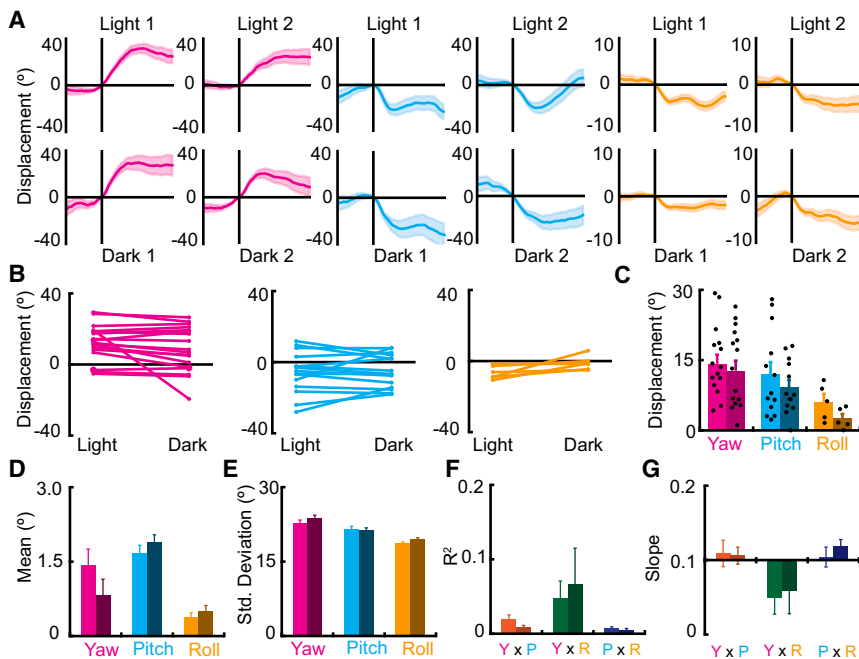 A
Light 1 Light 2 Light 1 Light 2 Light 1 Light 2
Displacement (º)
40 40 40 40 10 10
0 0 0 0 0 0
-40 -40 -40 -40 -10 -10
40 40 40 40 10 10
0 0 0 0 0 0
-40 -40 -40 -40 -10 -10
Dark 1 Dark 2 Dark 1 Dark 2 Dark 1 Dark 2
B
Displacement (º)
40 40 40
0 0 0
-40 -40 -40
Light Dark Light Dark Light Dark
C
Displacement (º)
30
15
0
Yaw Pitch Roll
D
Mean (º)
3.0
1.5
0
Yaw Pitch Roll
E
Std. Deviation (º)
30
15
0
Yaw Pitch Roll
F
R²
0.2
0.1
0
Y x P Y x R P x R
G
Slope
0.2
0.1
0
Y x P Y x R P x R